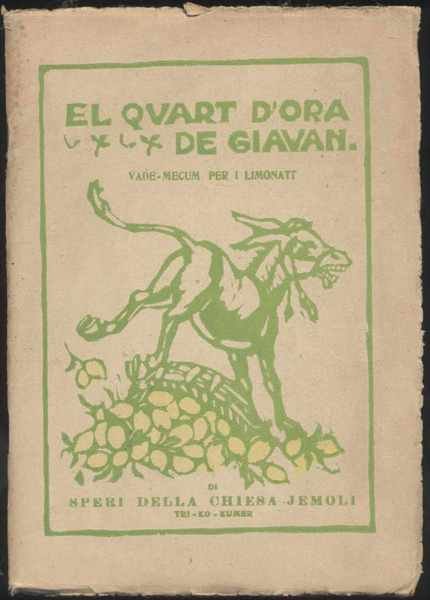 EL QVART D'ORA
DE GIAVAN.
VADE-MECUM PER I LIMONATT
DI
SPERI DELLA CHIESA JEMOLI
TRI-KO-KUMER